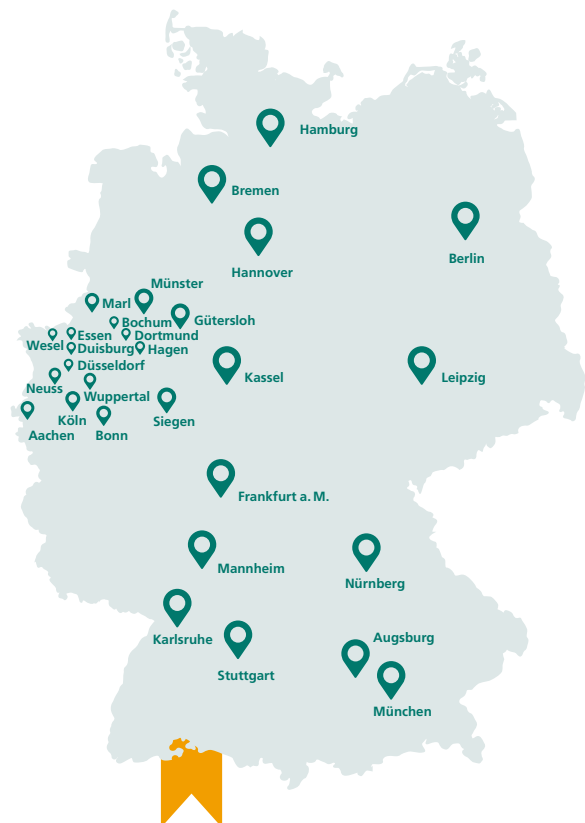 Hamburg
Bremen
Berlin
Hannover
Münster
Marl
Gütersloh
Bochum
Essen
Dortmund
Wesel
Duisburg
Hagen
Düsseldorf
Kassel
Leipzig
Neuss
Wuppertal
Köln
Siegen
Aachen
Bonn
Frankfurt a. M.
Mannheim
Nürnberg
Karlsruhe
Augsburg
Stuttgart
München